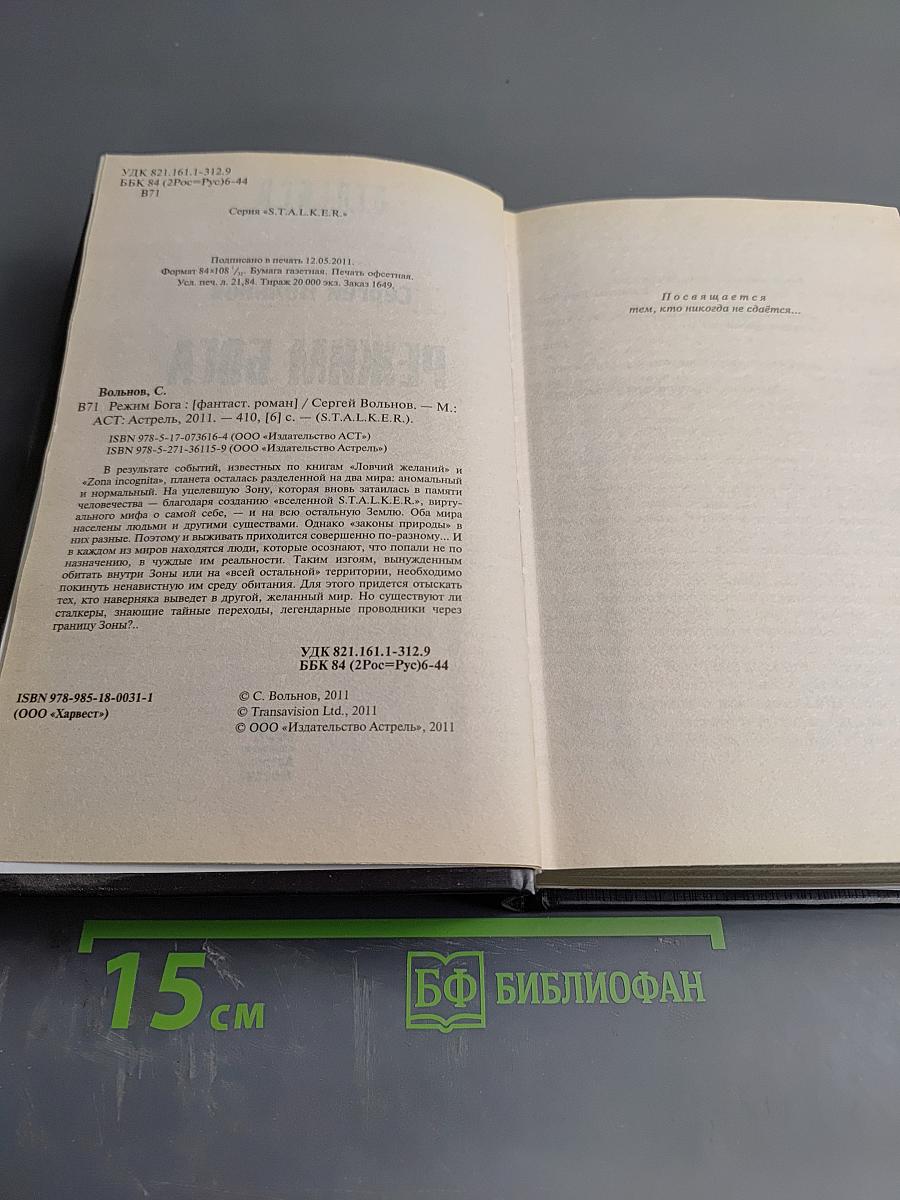 УДК 821.161.1-312.9
ББК 84 (2Рос=Рус)6-44
В71
Серия «S.T.A.L.K.E.R.»
Подписано в печать 12.05.2011.
Формат 84×108 1/32. Бумага газетная. Печать офсетная.
Усл. печ. л. 21,84. Тираж 20 000 экз. Заказ 1649.
Вольнов, С.
В71 Режим Бога : [фантаст. роман] / Сергей Вольнов. — М.:
АСТ: Астрель, 2011. — 410, [6] с. — (S.T.A.L.K.E.R.).
ISBN 978-5-17-073616-4 (ООО «Издательство АСТ»)
ISBN 978-5-271-36115-9 (ООО «Издательство Астрель»)
В результате событий, известных по книгам «Ловчий желаний» и
«Zona incognita», планета осталась разделенной на два мира: аномальный
и нормальный. На уцелевшую Зону, которая вновь затаилась в памяти
человечества — благодаря созданию «вселенной S.T.A.L.K.E.R.», вирту-
ального мифа о самой себе, — и на всю остальную Землю. Оба мира
населены людьми и другими существами. Однако «законы природы» в
них разные. Поэтому и выживать приходится совершенно по-разному... И
в каждом из миров находятся люди, которые осознают, что попали не по
назначению, в чуждые им реальности. Таким изгоям, вынужденным
обитать внутри Зоны или на «всей остальной» территории, необходимо
покинуть ненавистную им среду обитания. Для этого придется отыскать
тех, кто наверняка выведет в другой, желанный мир. Но существуют ли
сталкеры, знающие тайные переходы, легендарные проводники через
границу Зоны?..
УДК 821.161.1-312.9
ББК 84 (2Рос=Рус)6-44
ISBN 978-985-18-0031-1
(ООО «Харвест»)
© С. Вольнов, 2011
© Transavision Ltd., 2011
© ООО «Издательство Астрель», 2011
Посвящается
тем, кто никогда не сдаётся...
15 см
БФ БИБЛИОФАН